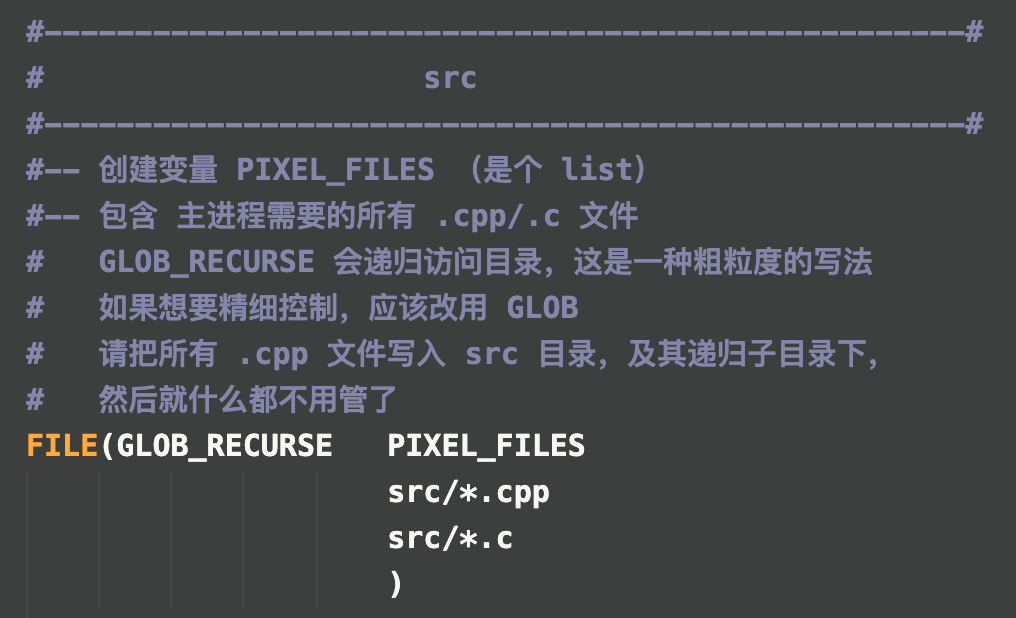 #---------------------------------------------------#
#                     src
#---------------------------------------------------#
#-- 创建变量 PIXEL_FILES （是个 list）
#-- 包含 主进程需要的所有 .cpp/.c 文件
#   GLOB_RECURSE 会递归访问目录，这是一种粗粒度的写法
#   如果想要精细控制，应该改用 GLOB
#   请把所有 .cpp 文件写入 src 目录，及其递归子目录下，
#   然后就什么都不用管了
FILE(GLOB_RECURSE   PIXEL_FILES
                    src/*.cpp
                    src/*.c
                    )